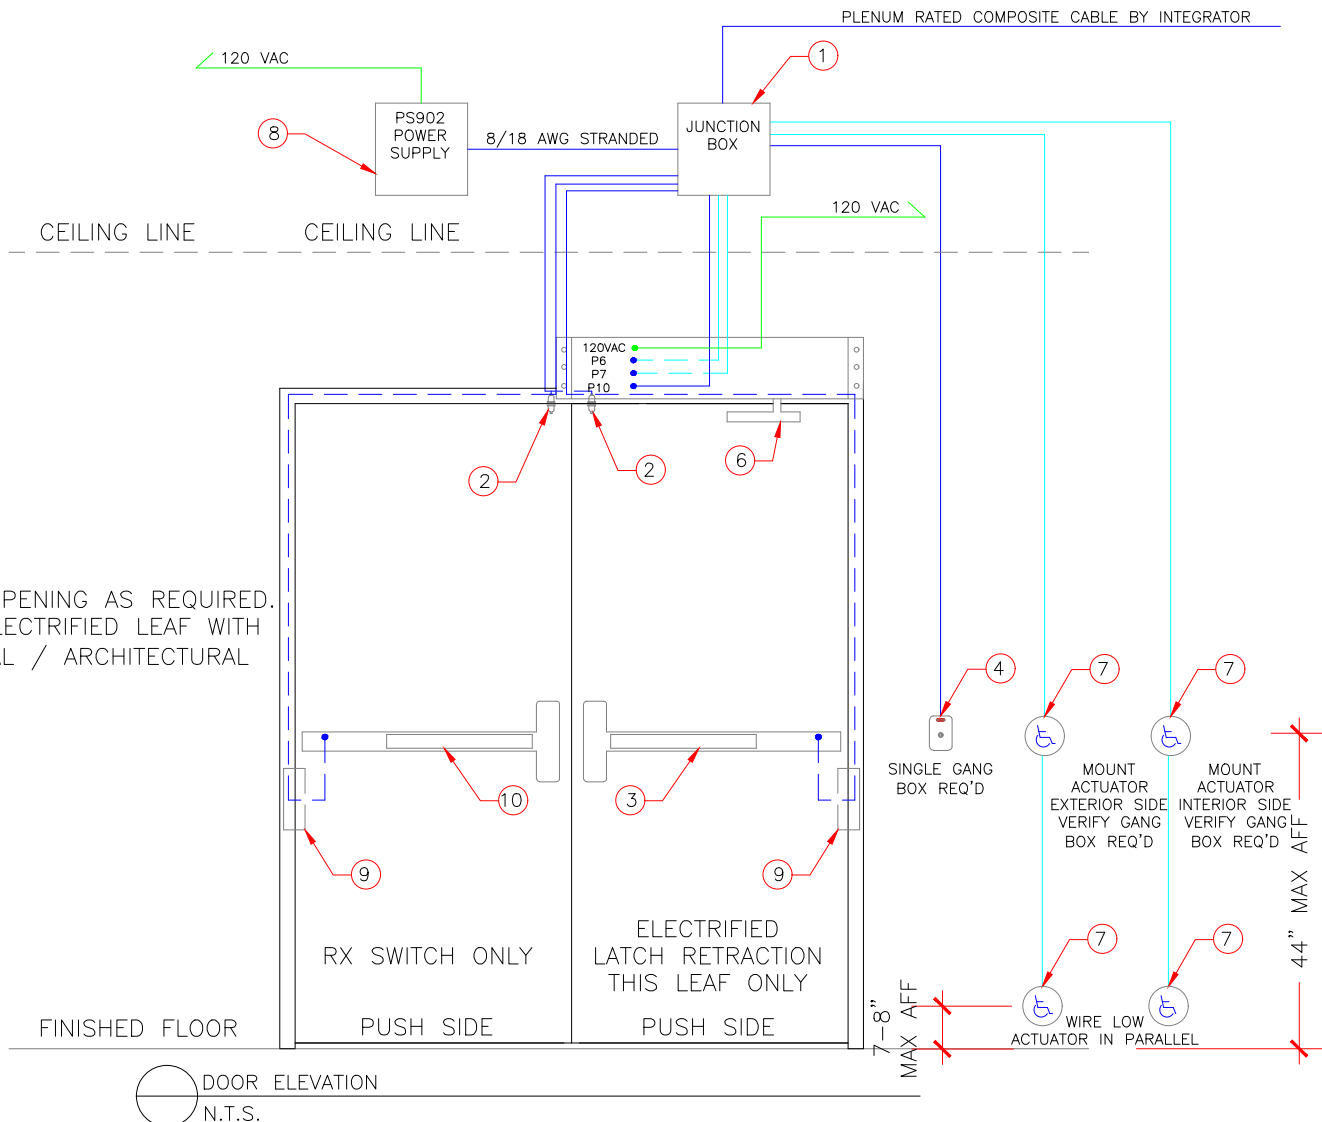 PLENUM RATED COMPOSITE CABLE BY INTEGRATOR
120 VAC
1
8
PS902
POWER
SUPPLY
8/18 AWG STRANDED
JUNCTION
BOX
120 VAC
CEILING LINE
CEILING LINE
120VAC
P6
P7
P10
2
2
6
PENING AS REQUIRED.
LECTRIFIED LEAF WITH
AL / ARCHITECTURAL
4
7
7
10
3
SINGLE GANG
BOX REQ'D
MOUNT
ACTUATOR
EXTERIOR SIDE
VERIFY GANG
BOX REQ'D
MOUNT
ACTUATOR
INTERIOR SIDE
VERIFY GANG
BOX REQ'D
44" MAX AFF
9
9
RX SWITCH ONLY
ELECTRIFIED
LATCH RETRACTION
THIS LEAF ONLY
7
7
7-8"
MAX AFF
FINISHED FLOOR
PUSH SIDE
PUSH SIDE
WIRE LOW
ACTUATOR IN PARALLEL
DOOR ELEVATION
N.T.S.